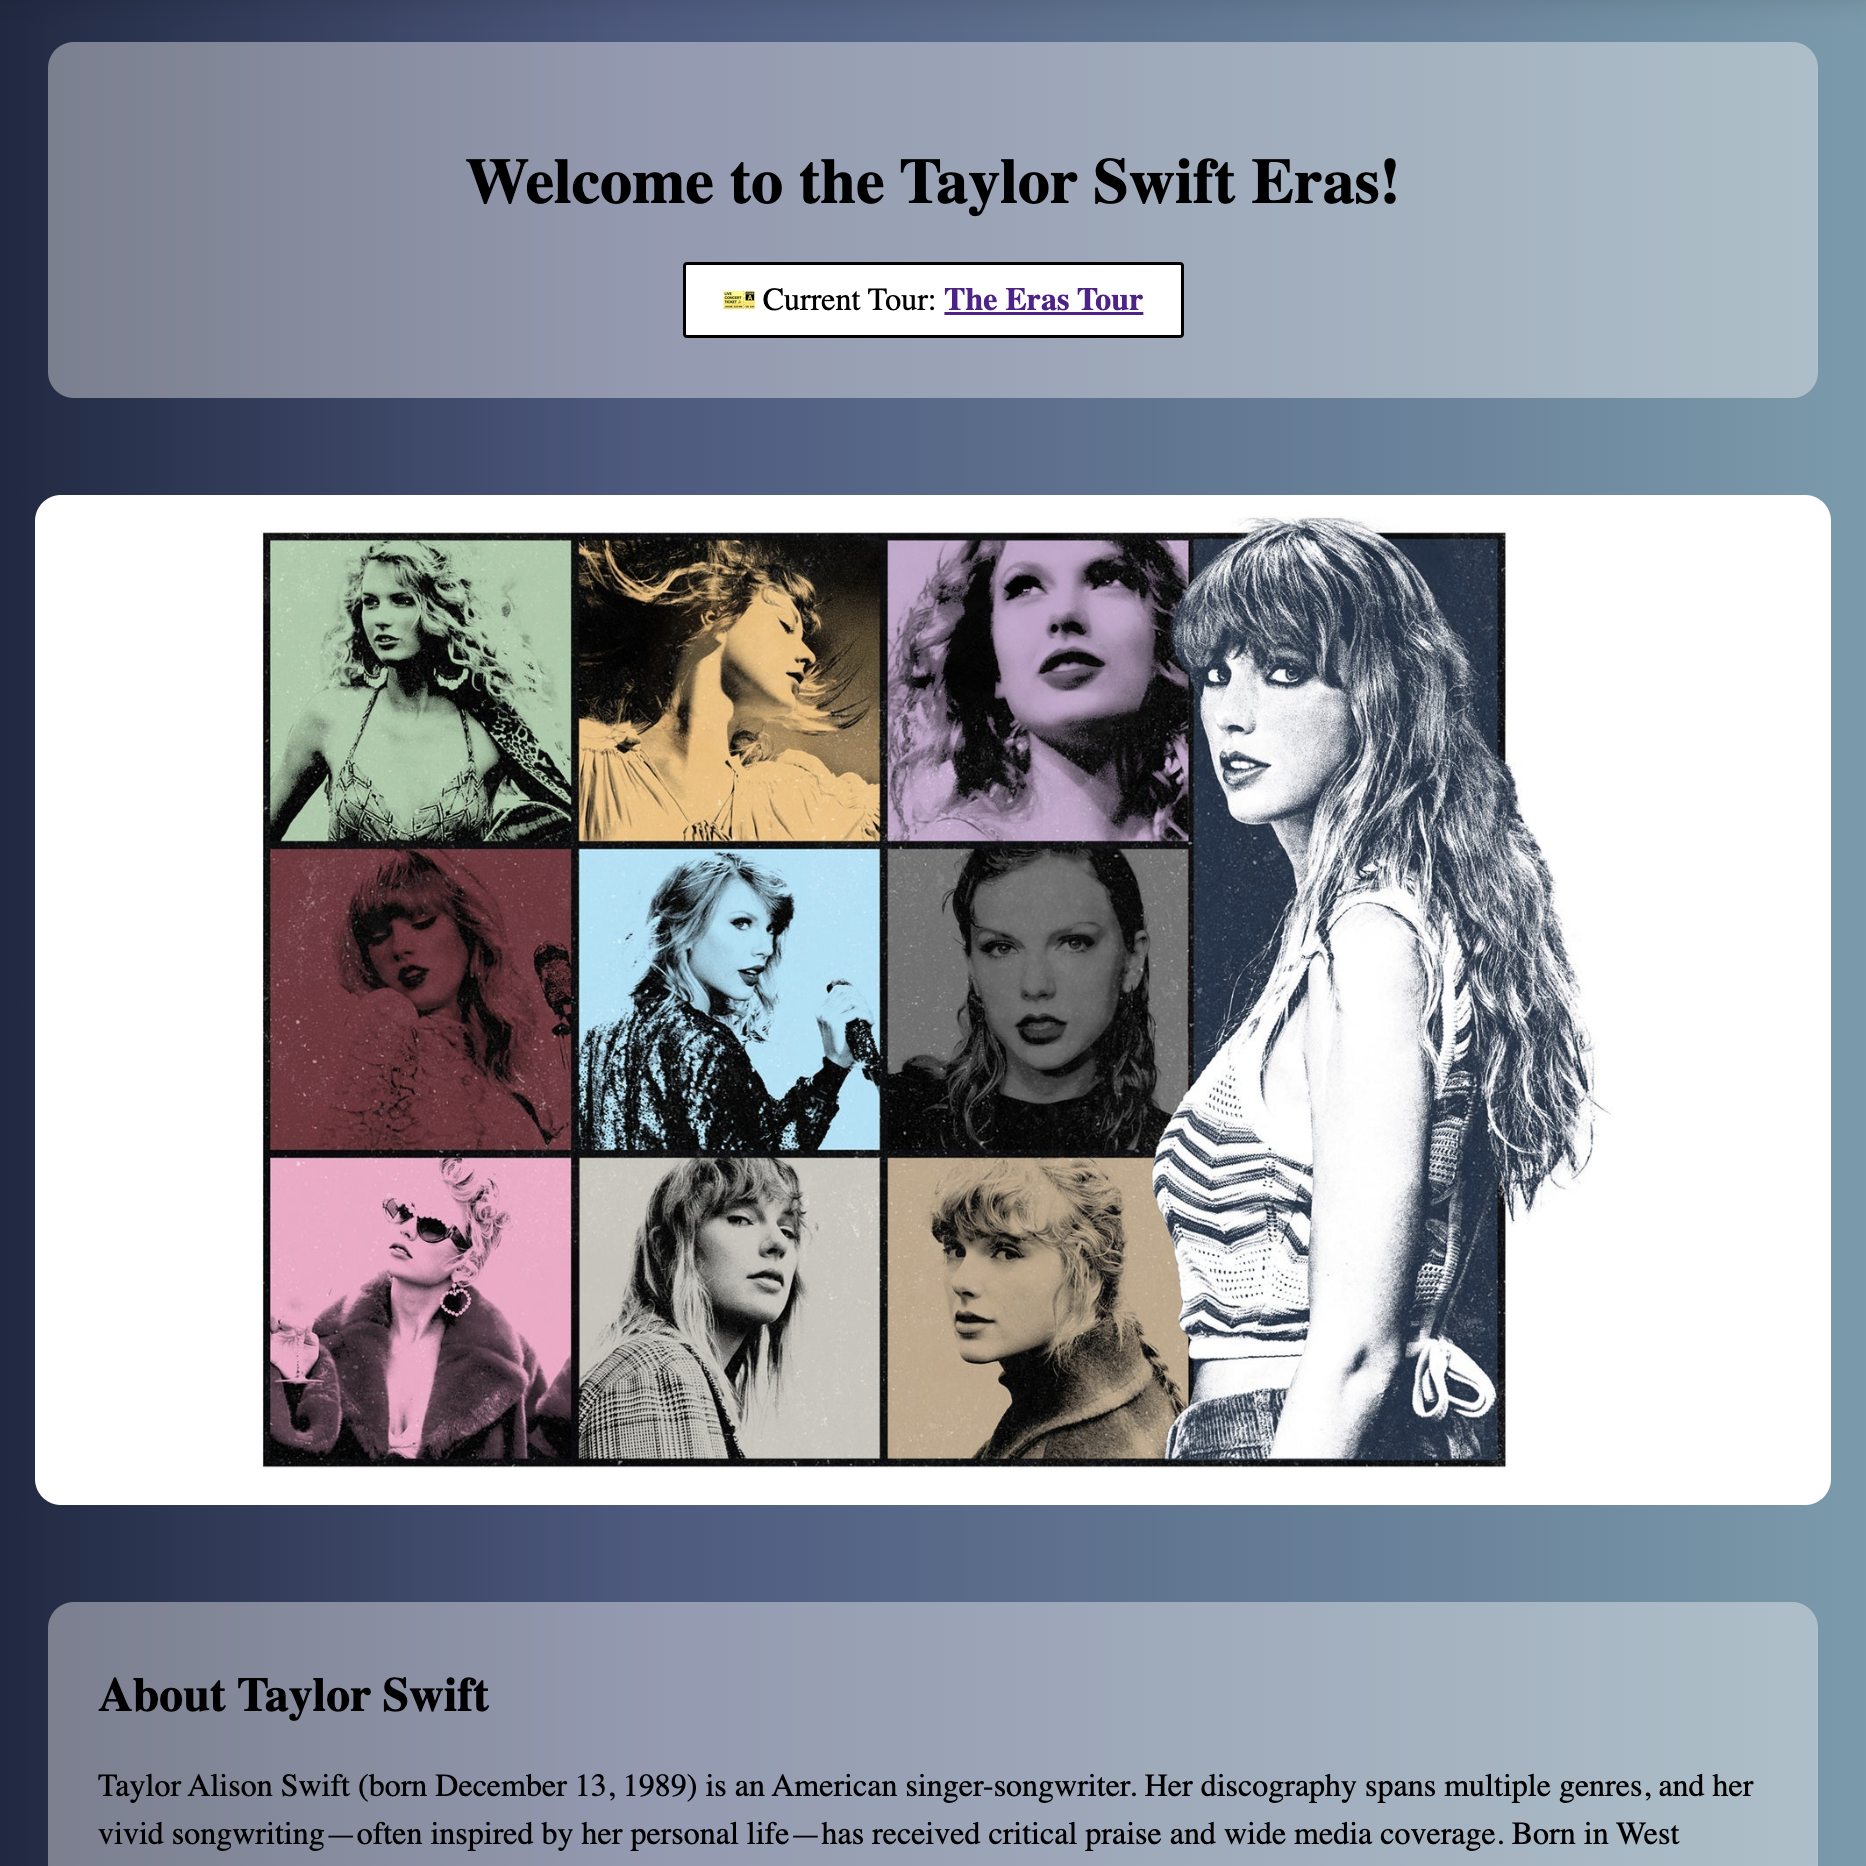 Welcome to the Taylor Swift Eras!
Current Tour: The Eras Tour
About Taylor Swift
Taylor Alison Swift (born December 13, 1989) is an American singer-songwriter. Her discography spans multiple genres, and her
vivid songwriting—often inspired by her personal life—has received critical praise and wide media coverage. Born in West